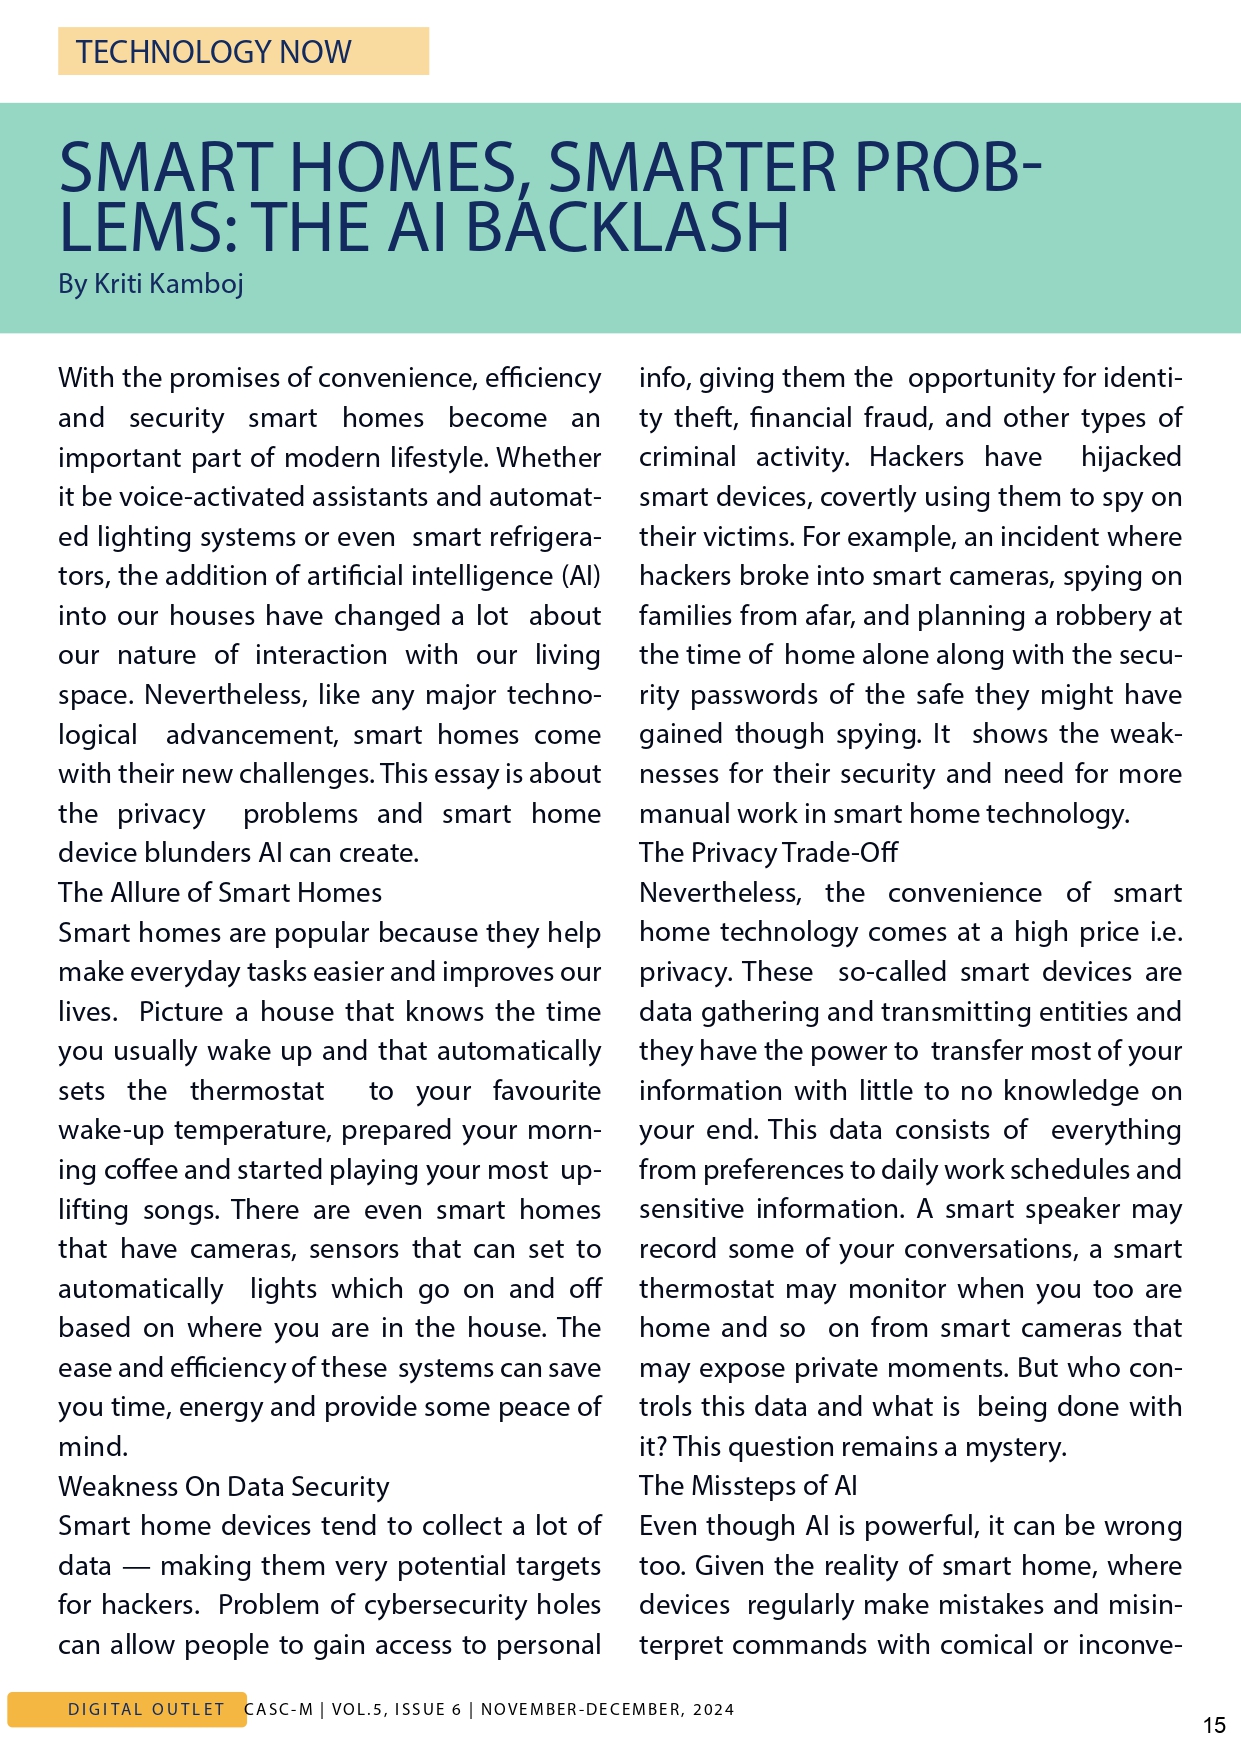 TECHNOLOGY NOW
SMART HOMES, SMARTER PROB-
LEMS: THE AI BACKLASH
By Kriti Kamboj
With the promises of convenience, efficiency
and security smart homes become an
important part of modern lifestyle. Whether
it be voice-activated assistants and automat-
ed lighting systems or even smart refrigera-
tors, the addition of artificial intelligence (AI)
into our houses have changed a lot about
our nature of interaction with our living
space. Nevertheless, like any major techno-
logical advancement, smart homes come
with their new challenges. This essay is about
the privacy problems and smart home
device blunders AI can create.
The Allure of Smart Homes
Smart homes are popular because they help
make everyday tasks easier and improves our
lives. Picture a house that knows the time
you usually wake up and that automatically
sets the thermostat to your favourite
wake-up temperature, prepared your morn-
ing coffee and started playing your most up-
lifting songs. There are even smart homes
that have cameras, sensors that can set to
automatically lights which go on and off
based on where you are in the house. The
ease and efficiency of these systems can save
you time, energy and provide some peace of
mind.
Weakness On Data Security
Smart home devices tend to collect a lot of
data — making them very potential targets
for hackers. Problem of cybersecurity holes
can allow people to gain access to personal
info, giving them the opportunity for identi-
ty theft, financial fraud, and other types of
criminal activity. Hackers have hijacked
smart devices, covertly using them to spy on
their victims. For example, an incident where
hackers broke into smart cameras, spying on
families from afar, and planning a robbery at
the time of home alone along with the secu-
rity passwords of the safe they might have
gained though spying. It shows the weak-
nesses for their security and need for more
manual work in smart home technology.
The Privacy Trade-Off
Nevertheless, the convenience of smart
home technology comes at a high price i.e.
privacy. These so-called smart devices are
data gathering and transmitting entities and
they have the power to transfer most of your
information with little to no knowledge on
your end. This data consists of everything
from preferences to daily work schedules and
sensitive information. A smart speaker may
record some of your conversations, a smart
thermostat may monitor when you too are
home and so on from smart cameras that
may expose private moments. But who con-
trols this data and what is being done with
it? This question remains a mystery.
The Missteps of AI
Even though AI is powerful, it can be wrong
too. Given the reality of smart home, where
devices regularly make mistakes and misin-
terpret commands with comical or inconve-
DIGITAL OUTLET CASC-M | VOL.5, ISSUE 6 | NOVEMBER-DECEMBER, 2024
15